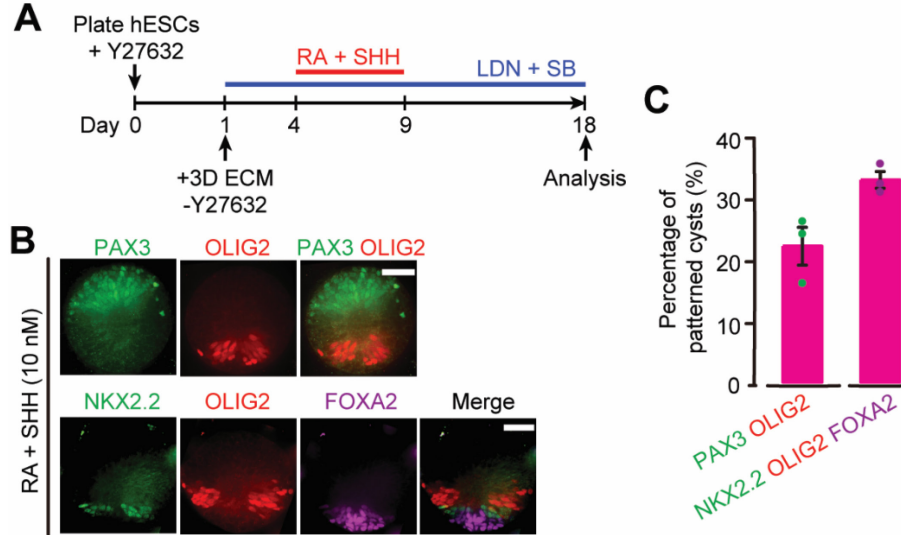 A
Plate hESCs
+ Y27632
RA + SHH
LDN + SB
Day 0 1 4 9 18
+3D ECM
-Y27632
Analysis
B
PAX3 OLIG2 PAX3 OLIG2
RA + SHH (10 nM)
NKX2.2 OLIG2 FOXA2 Merge
C
Percentage of
patterned cysts (%)
40
30
20
10
0
PAX3 OLIG2
NKX2.2 OLIG2 FOXA2